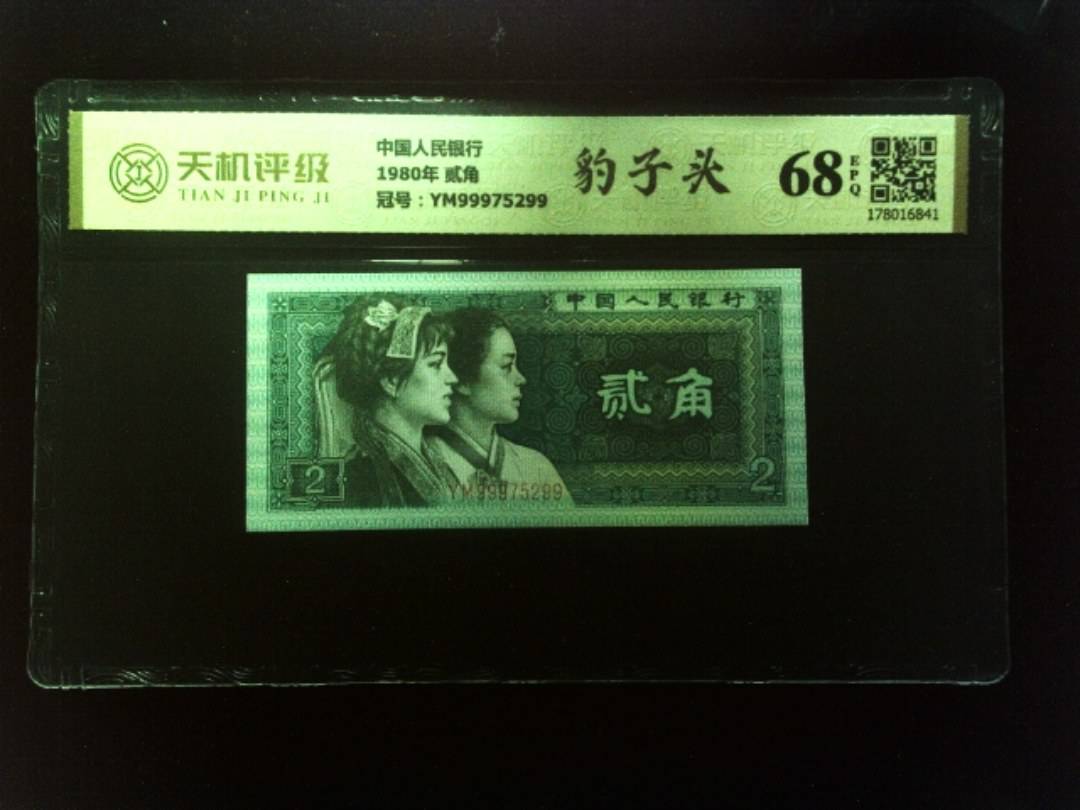 天机评级
TIAN JI PING JI
中国人民银行
1980年 贰角
冠号：YM99975299
豹子头
68
EPQ
178016841
中国人民银行
贰角
2
2
YM99975299